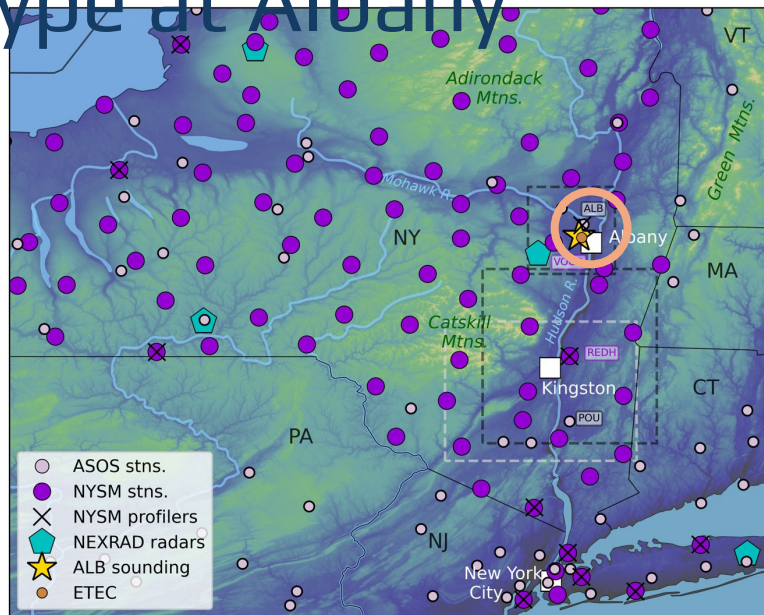 ype at Albany
VT
Adirondack
Mtns.
Green Mtns.
Mohawk R.
ALB
NY
Albany
MA
Hudson R.
Catskill
Mtns.
REDH
Kingston
CT
POU
PA
ASOS stns.
NYSM stns.
NYSM profilers
NEXRAD radars
ALB sounding
ETEC
NJ
New York
City